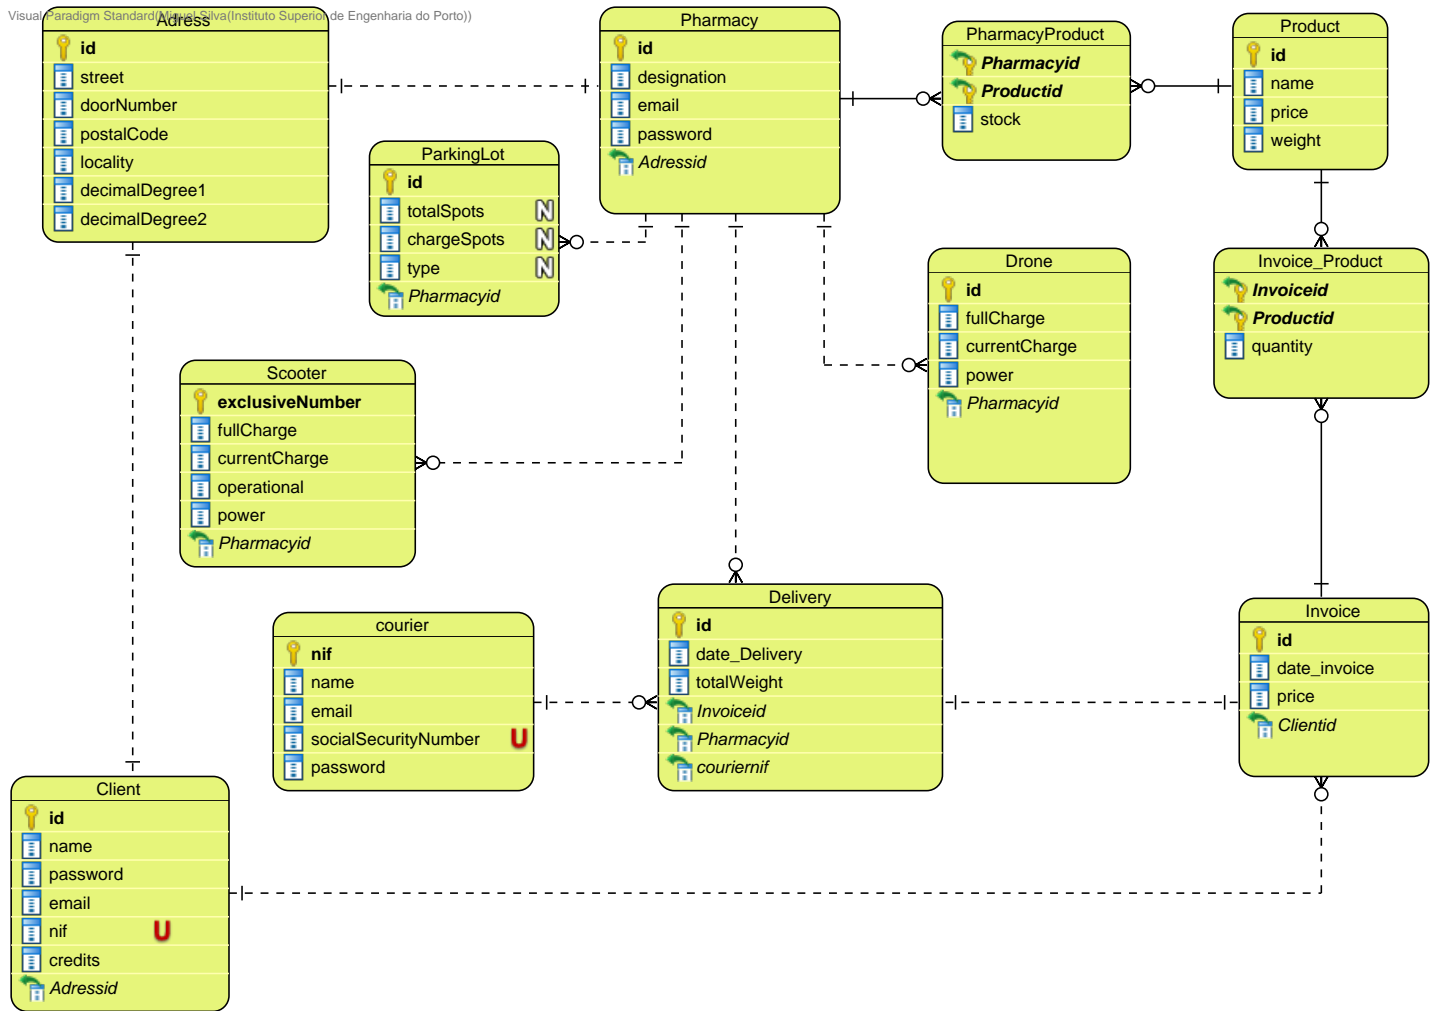 Visual Paradigm Standard(Miguel Silva(Instituto Superior de Engenharia do Porto))
Adress
id
street
doorNumber
postalCode
locality
decimalDegree1
decimalDegree2
Pharmacy
id
designation
email
password
Adressid
PharmacyProduct
Pharmacyid
Productid
stock
Product
id
name
price
weight
ParkingLot
id
totalSpots N
chargeSpots N
type N
Pharmacyid
Drone
id
fullCharge
currentCharge
power
Pharmacyid
Invoice_Product
Invoiceid
Productid
quantity
Scooter
exclusiveNumber
fullCharge
currentCharge
operational
power
Pharmacyid
courier
nif
name
email
socialSecurityNumber U
password
Delivery
id
date_Delivery
totalWeight
Invoiceid
Pharmacyid
couriernif
Invoice
id
date_invoice
price
Clientid
Client
id
name
password
email
nif U
credits
Adressid